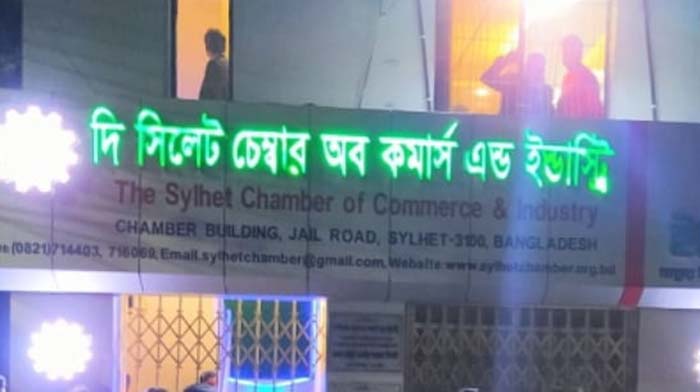 দি সিলেট চেম্বার অব কমার্স এন্ড ইন্ডাস্ট্রি
The Sylhet Chamber of Commerce & Industry
CHAMBER BUILDING, JAIL ROAD, SYLHET-3100, BANGLADESH
(0821)714403, 716069, Email.sylhetchamber@gmail.com, Website:www.sylhetchamber.org.bd